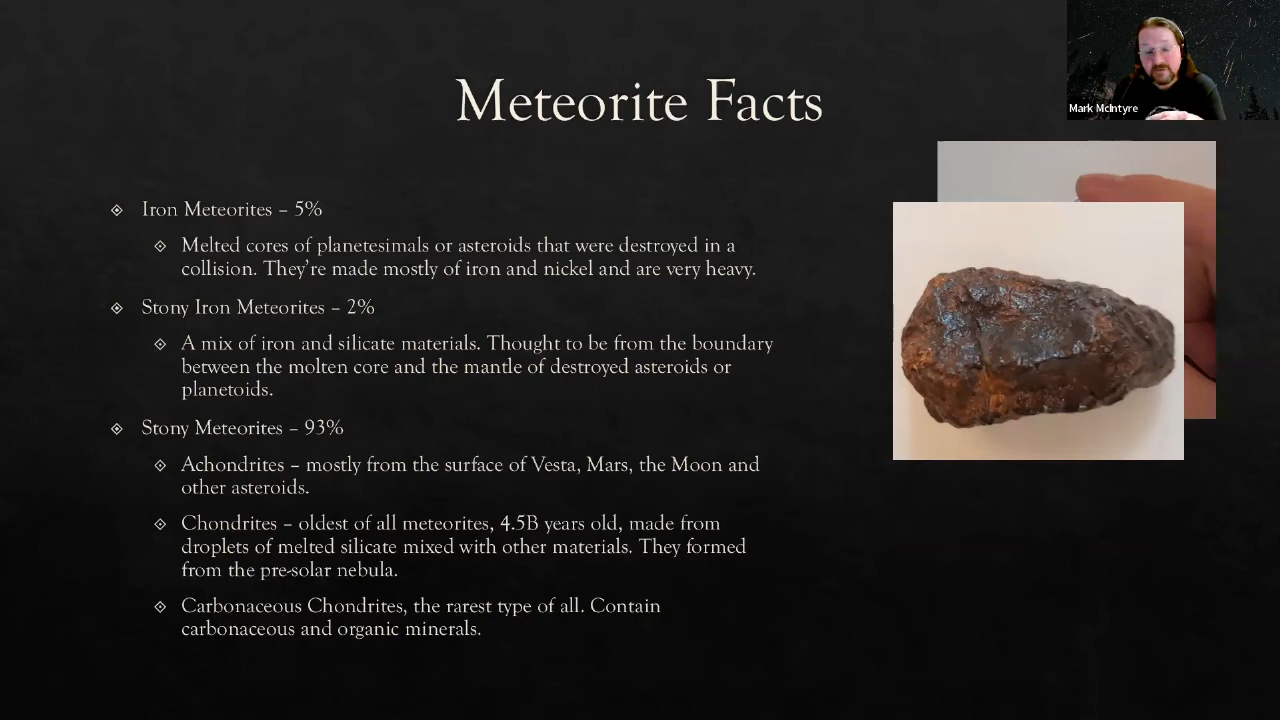 Mark McIntyre
Meteorite Facts
Iron Meteorites – 5%
Melted cores of planetesimals or asteroids that were destroyed in a
collision. They're made mostly of iron and nickel and are very heavy.
Stony Iron Meteorites – 2%
A mix of iron and silicate materials. Thought to be from the boundary
between the molten core and the mantle of destroyed asteroids or
planetoids.
Stony Meteorites – 93%
Achondrites – mostly from the surface of Vesta, Mars, the Moon and
other asteroids.
Chondrites – oldest of all meteorites, 4.5B years old, made from
droplets of melted silicate mixed with other materials. They formed
from the pre-solar nebula.
Carbonaceous Chondrites, the rarest type of all. Contain
carbonaceous and organic minerals.